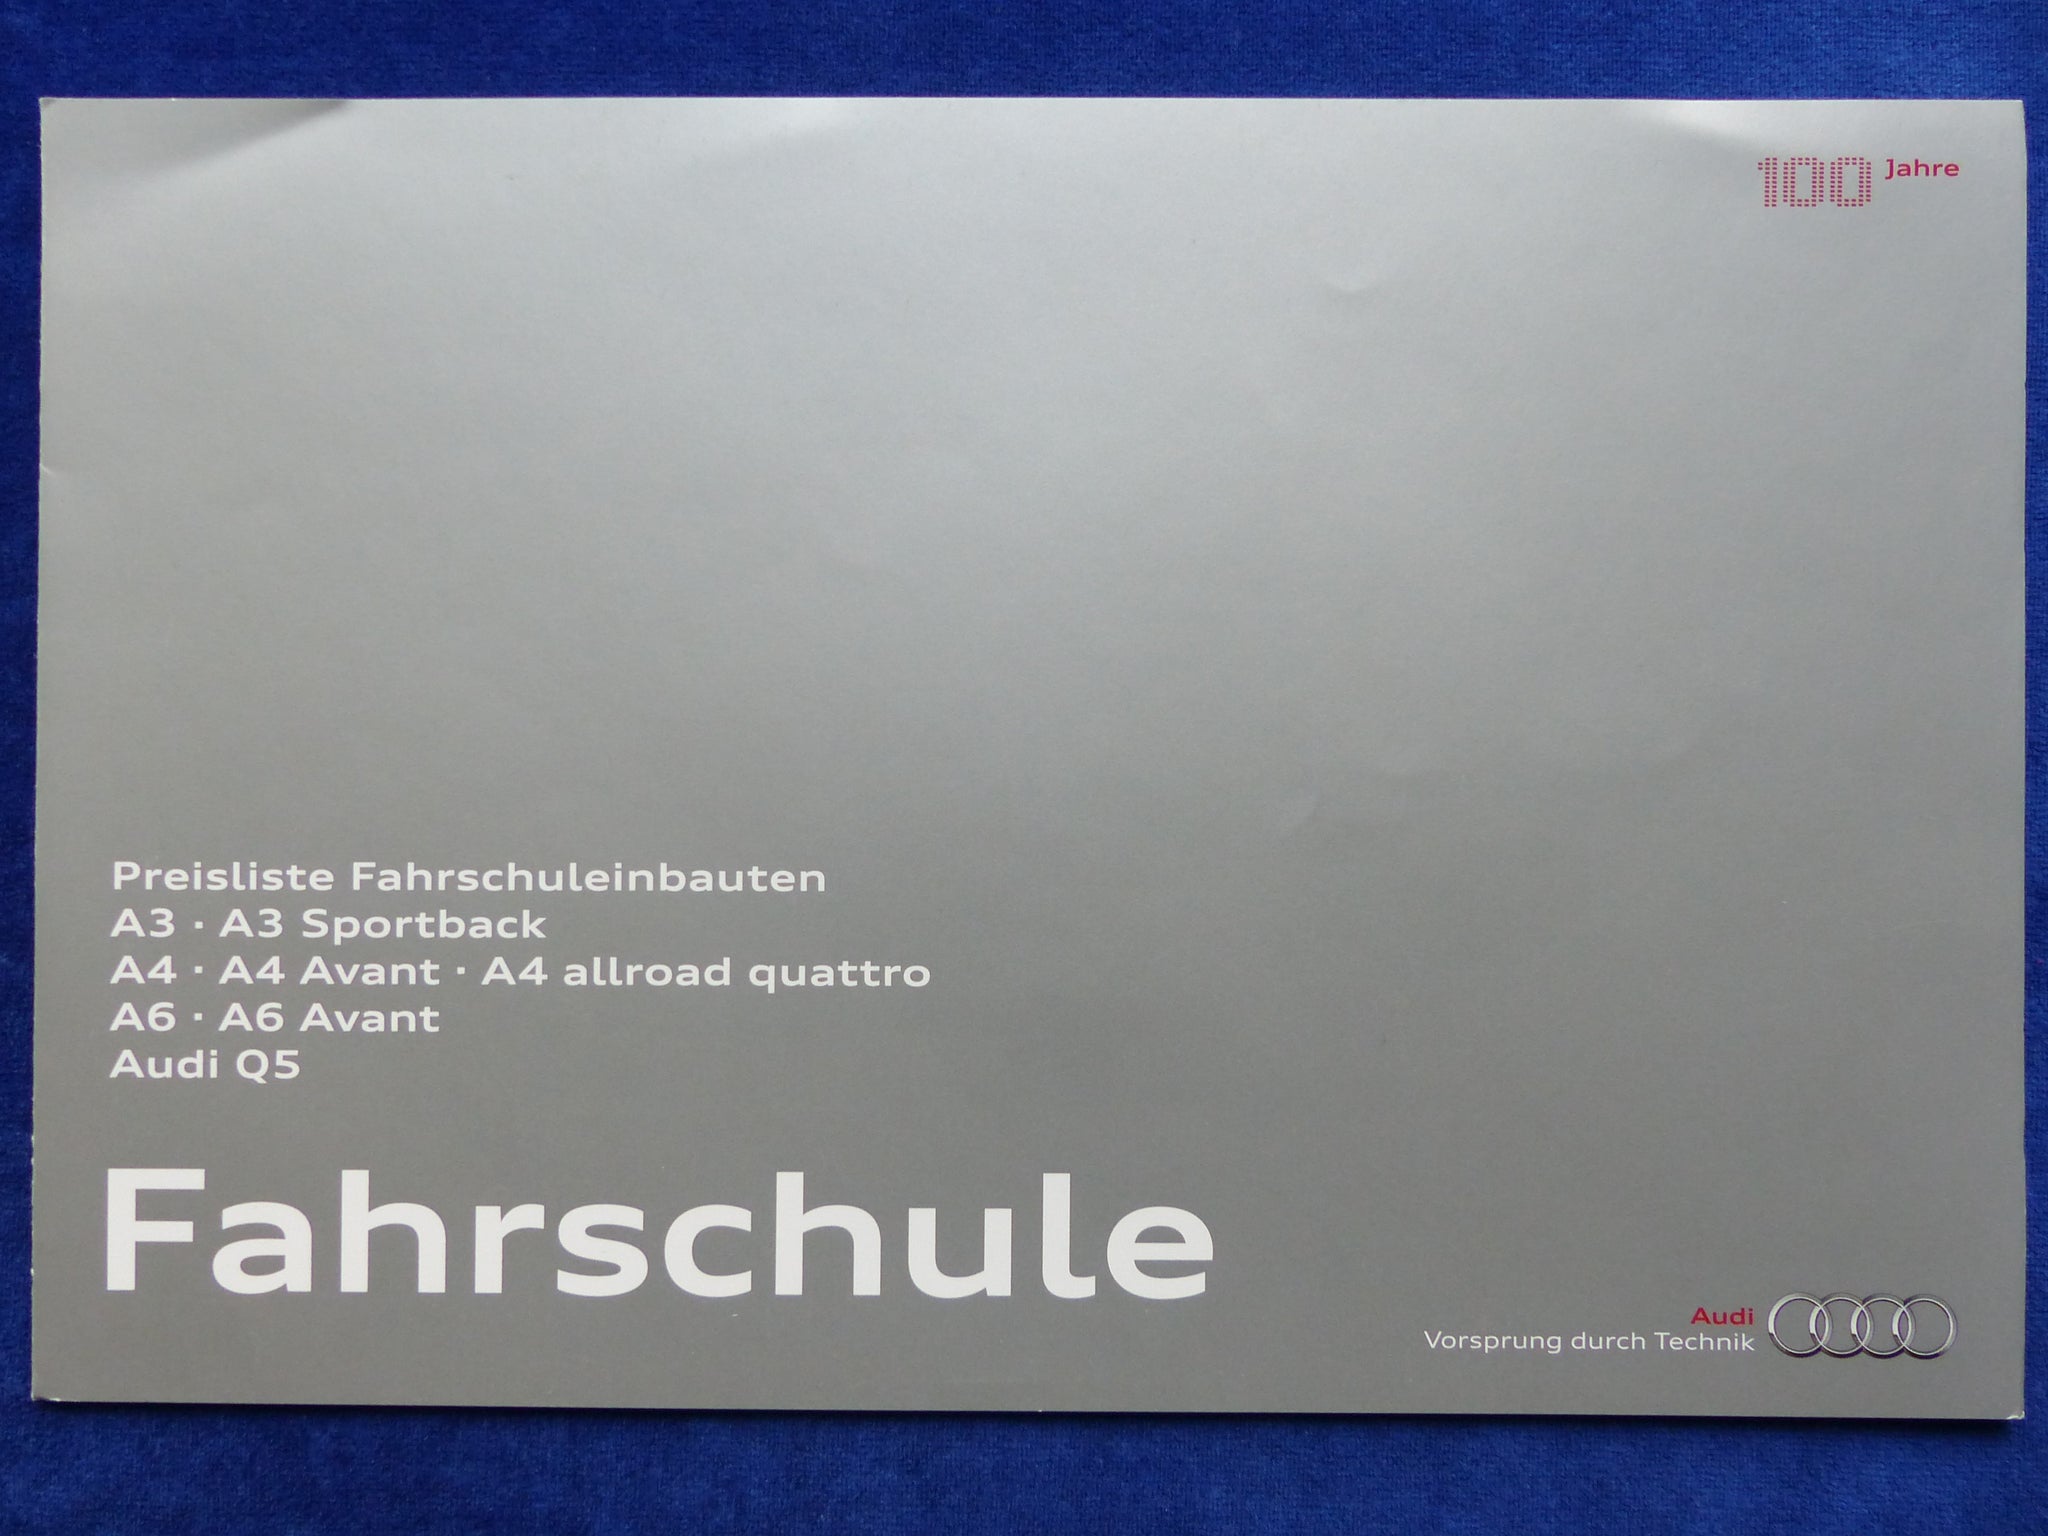 100 Jahre
Preisliste Fahrschuleinbauten
A3 · A3 Sportback
A4 · A4 Avant · A4 allroad quattro
A6 · A6 Avant
Audi Q5
Fahrschule
Audi
Vorsprung durch Technik